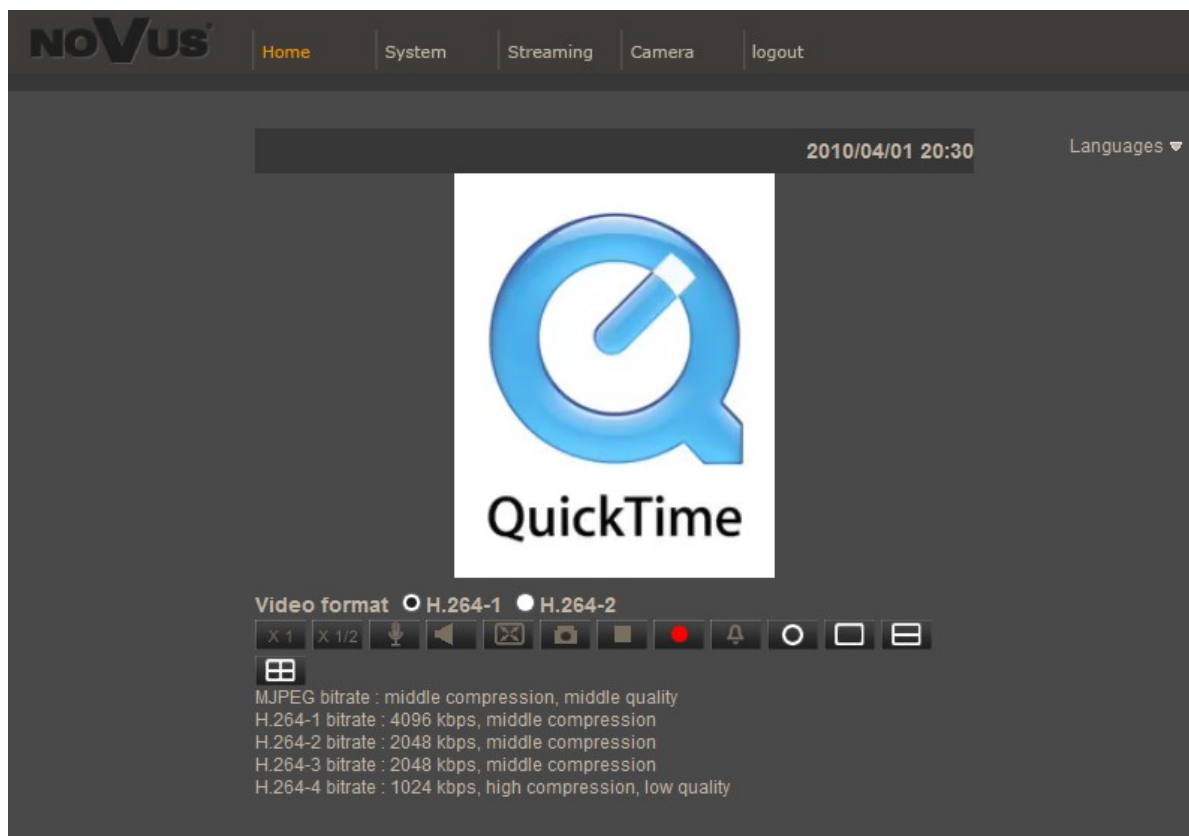 NOVUS
Home System Streaming Camera logout
2010/04/01 20:30
Languages
QuickTime
Video format H.264-1 H.264-2
X 1 X 1/2
MJPEG bitrate : middle compression, middle quality
H.264-1 bitrate : 4096 kbps, middle compression
H.264-2 bitrate : 2048 kbps, middle compression
H.264-3 bitrate : 2048 kbps, middle compression
H.264-4 bitrate : 1024 kbps, high compression, low quality